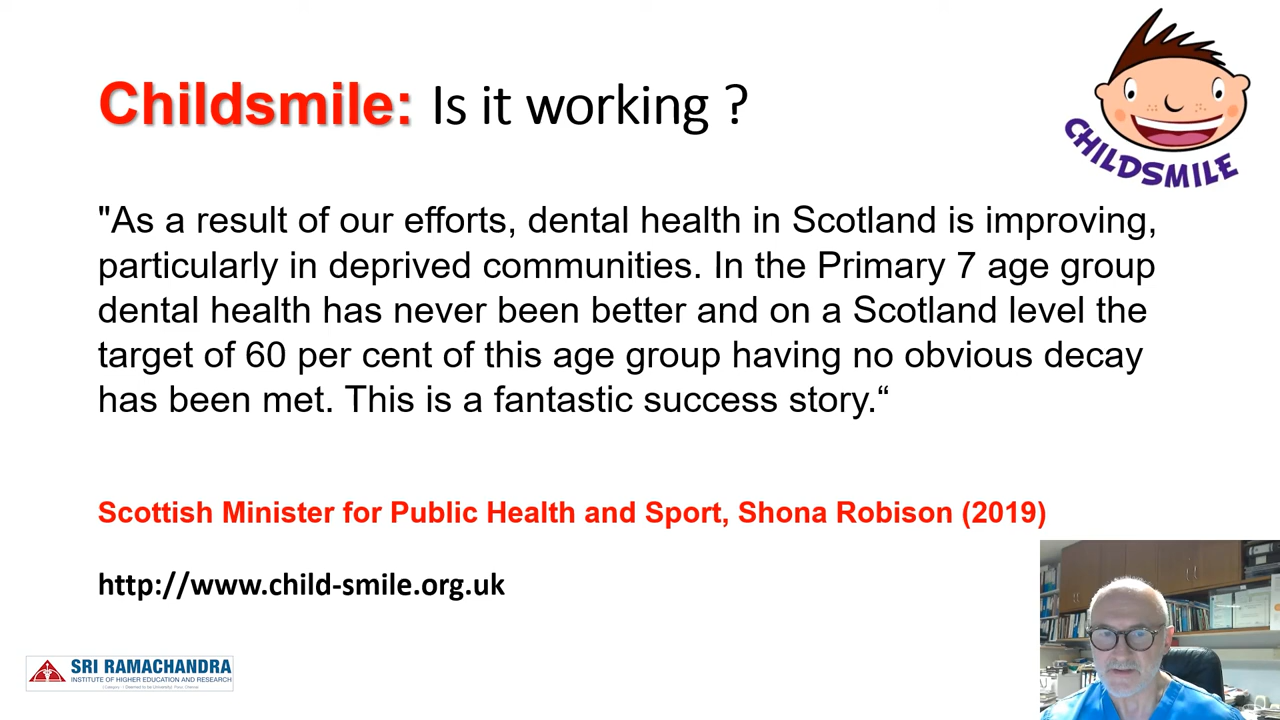 Childsmile: Is it working ?
CHILDSMILE
"As a result of our efforts, dental health in Scotland is improving,
particularly in deprived communities. In the Primary 7 age group
dental health has never been better and on a Scotland level the
target of 60 per cent of this age group having no obvious decay
has been met. This is a fantastic success story.“
Scottish Minister for Public Health and Sport, Shona Robison (2019)
http://www.child-smile.org.uk
SRI RAMACHANDRA
INSTITUTE OF HIGHER EDUCATION AND RESEARCH